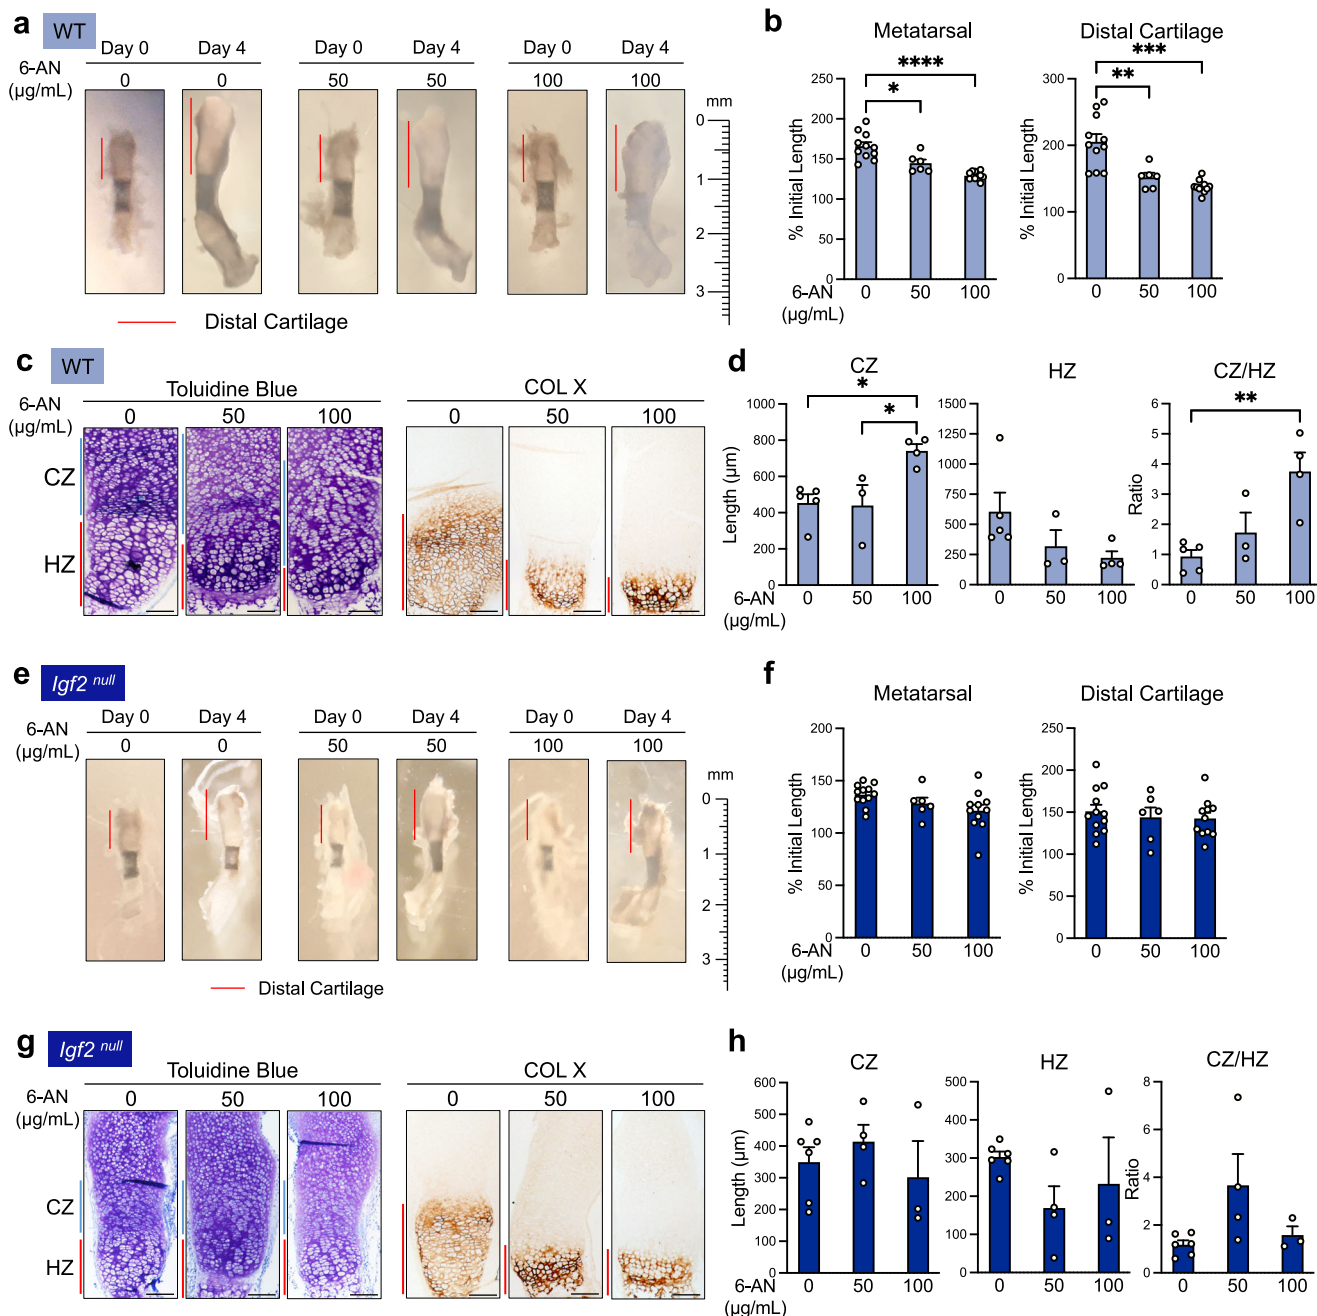 a WT
6-AN (µg/mL)
Day 0 Day 4 Day 0 Day 4 Day 0 Day 4
0 0 50 50 100 100
mm
0
1
2
3
Distal Cartilage
b
Metatarsal
% Initial Length
250
200
150
100
50
0
* ****
6-AN (µg/mL)
0 50 100
Distal Cartilage
% Initial Length
300
200
100
0
** ***
0 50 100
c WT
6-AN (µg/mL)
Toluidine Blue
0 50 100
CZ
HZ
COL X
0 50 100
d
CZ
Length (µm)
1000
800
600
400
200
0
* *
6-AN (µg/mL)
0 50 100
HZ
1500
1250
1000
750
500
250
0
0 50 100
CZ/HZ
Ratio
6
5
4
3
2
1
0
**
0 50 100
e Igf2 null
6-AN (µg/mL)
Day 0 Day 4 Day 0 Day 4 Day 0 Day 4
0 0 50 50 100 100
mm
0
1
2
3
Distal Cartilage
f
Metatarsal
% Initial Length
200
150
100
50
0
6-AN (µg/mL)
0 50 100
Distal Cartilage
% Initial Length
250
200
150
100
50
0
0 50 100
g Igf2 null
6-AN (µg/mL)
Toluidine Blue
0 50 100
CZ
HZ
COL X
0 50 100
h
CZ
Length (µm)
600
500
400
300
200
100
0
6-AN (µg/mL)
0 50 100
HZ
500
400
300
200
100
0
0 50 100
CZ/HZ
Ratio
8
6
4
2
0
0 50 100